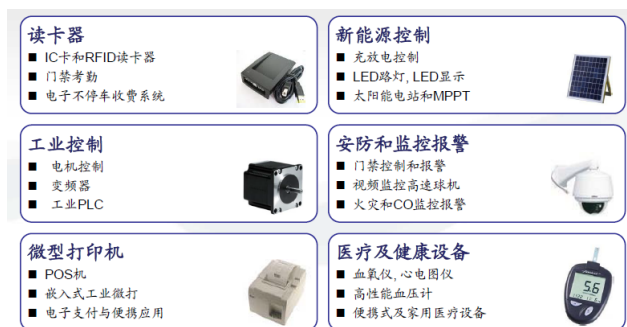 读卡器
■ IC卡和RFID读卡器
■ 门禁考勤
■ 电子不停车收费系统
新能源控制
■ 充放电控制
■ LED路灯, LED显示
■ 太阳能电站和MPPT
工业控制
■ 电机控制
■ 变频器
■ 工业PLC
安防和监控报警
■ 门禁控制和报警
■ 视频监控高速球机
■ 火灾和CO监控报警
微型打印机
■ POS机
■ 嵌入式工业微打
■ 电子支付与便携应用
医疗及健康设备
■ 血氧仪, 心电图仪
■ 高性能血压计
■ 便携式及家用医疗设备
5.6